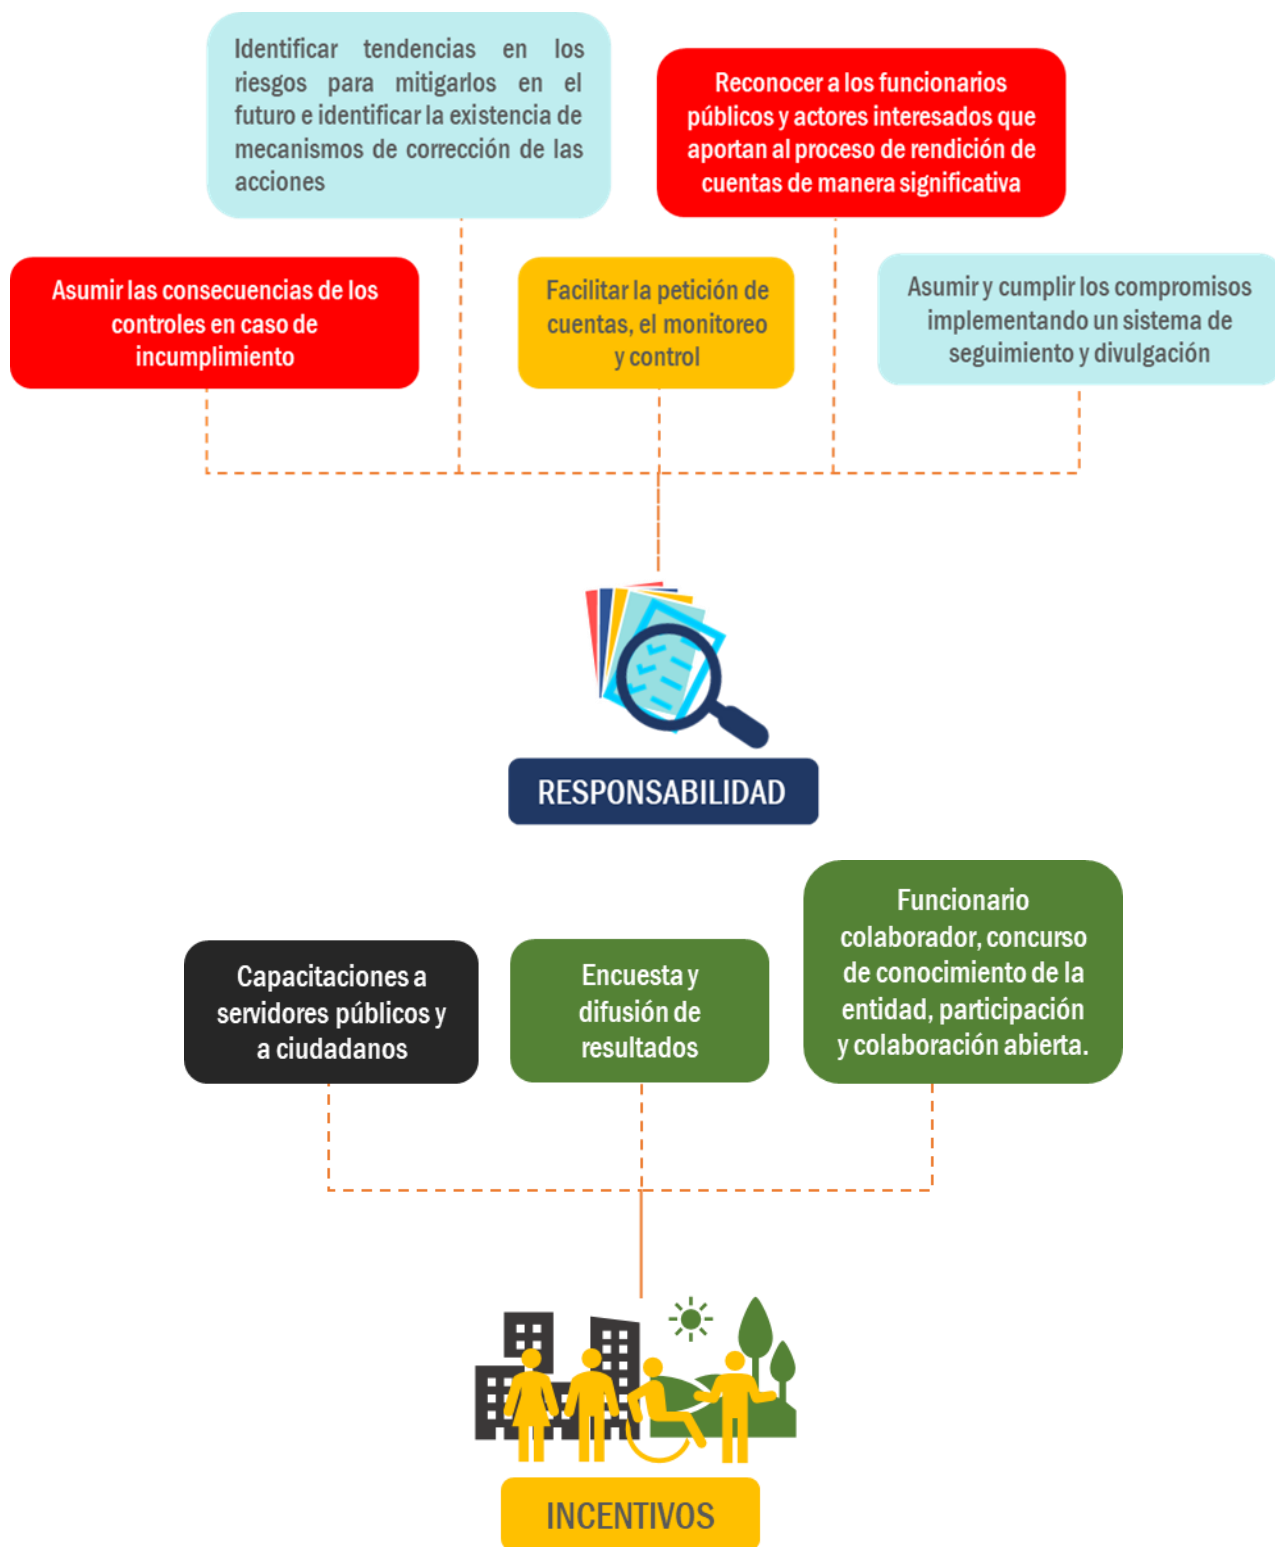 Identificar tendencias en los
riesgos para mitigarlos en el
futuro e identificar la existencia de
mecanismos de corrección de las
acciones
Reconocer a los funcionarios
públicos y actores interesados que
aportan al proceso de rendición de
cuentas de manera significativa
Asumir las consecuencias de los
controles en caso de
incumplimiento
Facilitar la petición de
cuentas, el monitoreo
y control
Asumir y cumplir los compromisos
implementando un sistema de
seguimiento y divulgación
RESPONSABILIDAD
Capacitaciones a
servidores públicos y
a ciudadanos
Encuesta y
difusión de
resultados
Funcionario
colaborador, concurso
de conocimiento de la
entidad, participación
y colaboración abierta.
INCENTIVOS